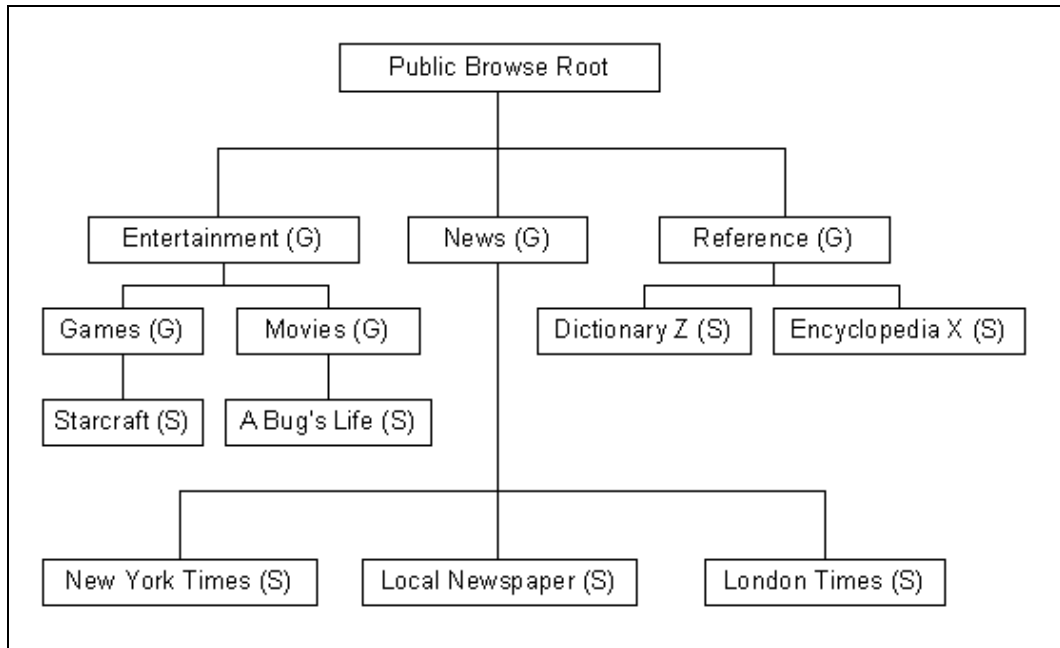 Public Browse Root
Entertainment (G)
News (G)
Reference (G)
Games (G)
Movies (G)
Dictionary Z (S)
Encyclopedia X (S)
Starcraft (S)
A Bug's Life (S)
New York Times (S)
Local Newspaper (S)
London Times (S)